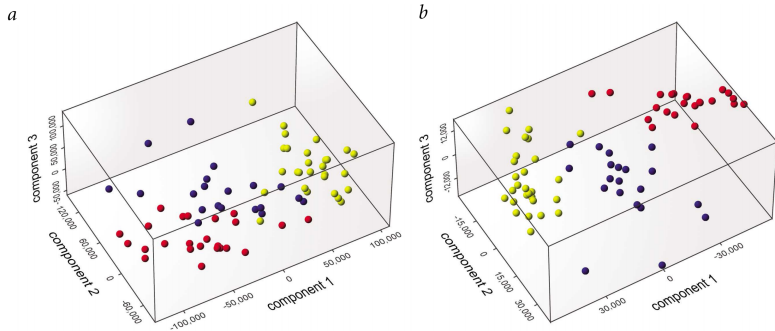 a
b
component 3
100,000
50,000
0
-50,000
component 2
120,000
60,000
0
-60,000
component 1
-100,000
-50,000
0
50,000
100,000
component 3
12,000
0
-12,000
component 2
-15,000
0
15,000
30,000
component 1
30,000
0
-30,000